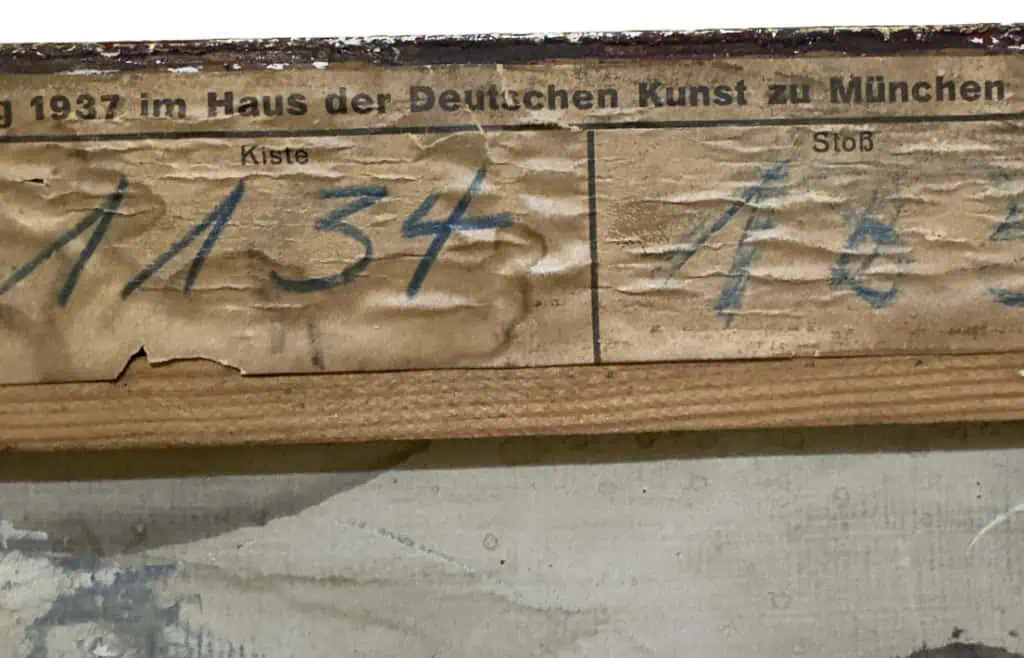 g 1937 im Haus der Deutschen Kunst zu München
Kiste
Stoß
1134